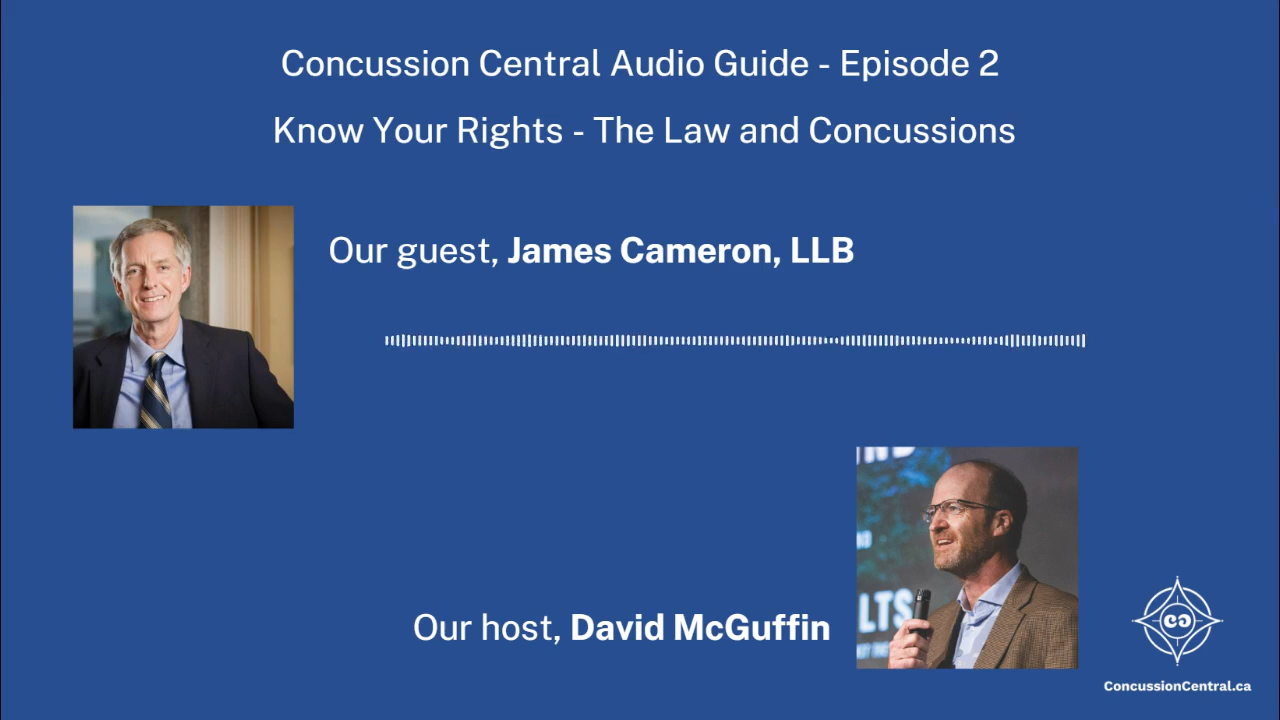 Concussion Central Audio Guide - Episode 2
Know Your Rights - The Law and Concussions
Our guest, James Cameron, LLB
LTS
Our host, David McGuffin
ConcussionCentral.ca